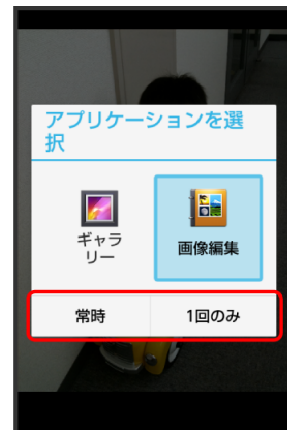 アプリケーションを選
択
ギャラ
リー
画像編集
常時
1回のみ